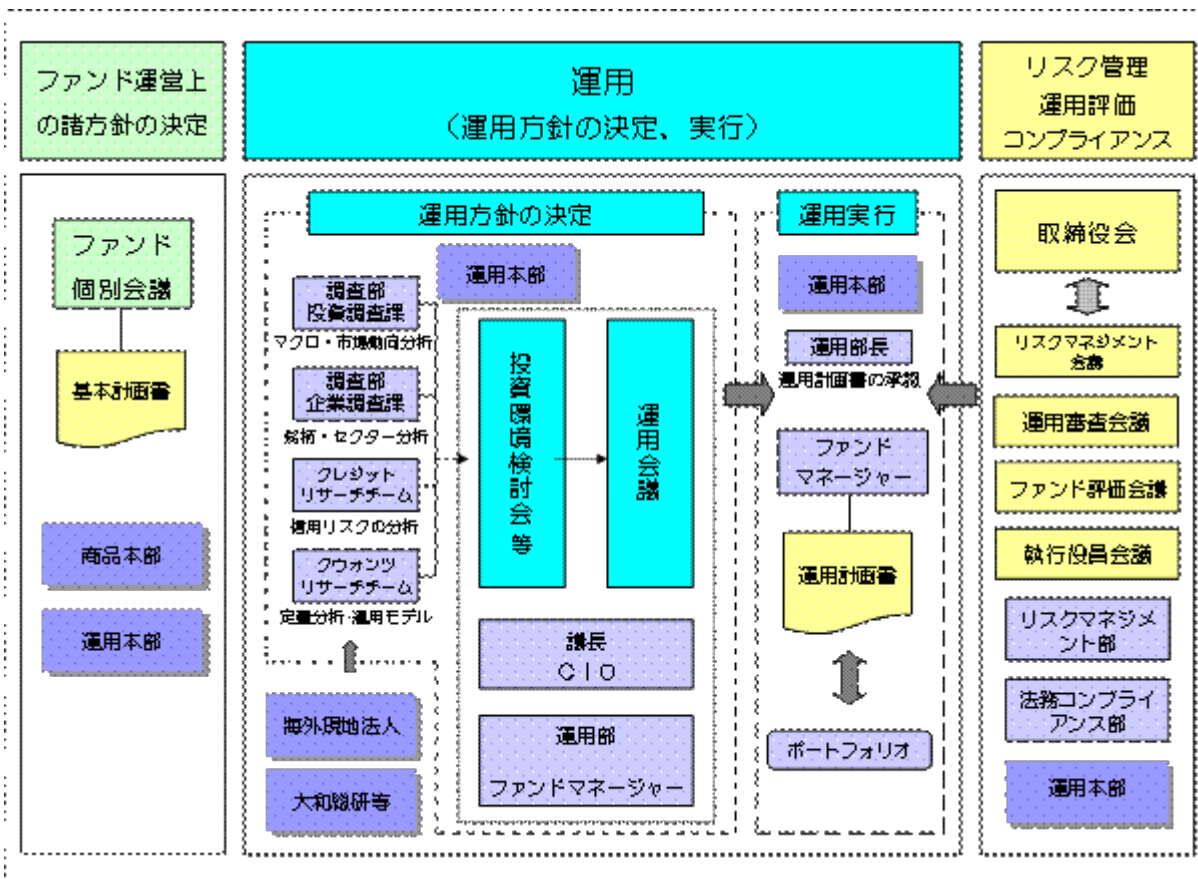 ファンド運営上
の諸方針の決定
運用
（運用方針の決定、実行）
リスク管理
運用評価
コンプライアンス
ファンド
個別会議
基本計画書
商品本部
運用本部
運用方針の決定
運用本部
調査部
投資調査課
マクロ・市場動向分析
調査部
企業調査課
銘柄・セクター分析
クレジット
リサーチチーム
信用リスクの分析
クウォンツ
リサーチチーム
定量分析・運用モデル
海外現地法人
大和総研等
投資環境検討会等
運用会議
議長
ＣＩＯ
運用部
ファンドマネージャー
運用実行
運用本部
運用部長
運用計画書の承認
ファンド
マネージャー
運用計画書
ポートフォリオ
取締役会
リスクマネジメント
会議
運用審査会議
ファンド評価会議
執行役員会議
リスクマネジメ
ント部
法務コンプライ
アンス部
運用本部